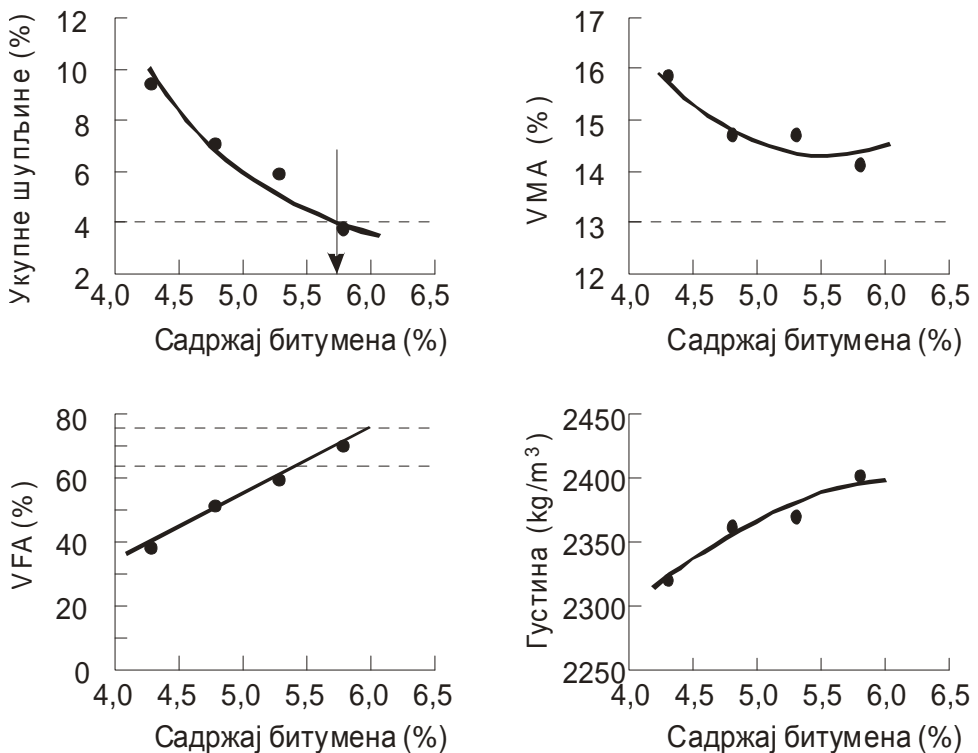 Укупне шупљине (%)
12
10
8
6
4
2
4,0 4,5 5,0 5,5 6,0 6,5
Садржај битумена (%)
VMA (%)
17
16
15
14
13
12
4,0 4,5 5,0 5,5 6,0 6,5
Садржај битумена (%)
VFA (%)
80
60
40
20
0
4,0 4,5 5,0 5,5 6,0 6,5
Садржај битумена (%)
Густина (kg/m³)
2450
2400
2350
2300
2250
4,0 4,5 5,0 5,5 6,0 6,5
Садржај битумена (%)